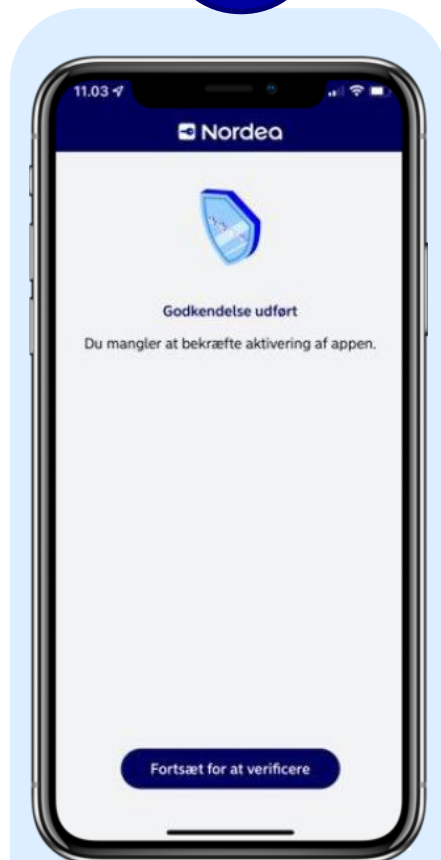 11.03
Nordea
Godkendelse udført
Du mangler at bekræfte aktivering af appen.
Fortsæt for at verificere